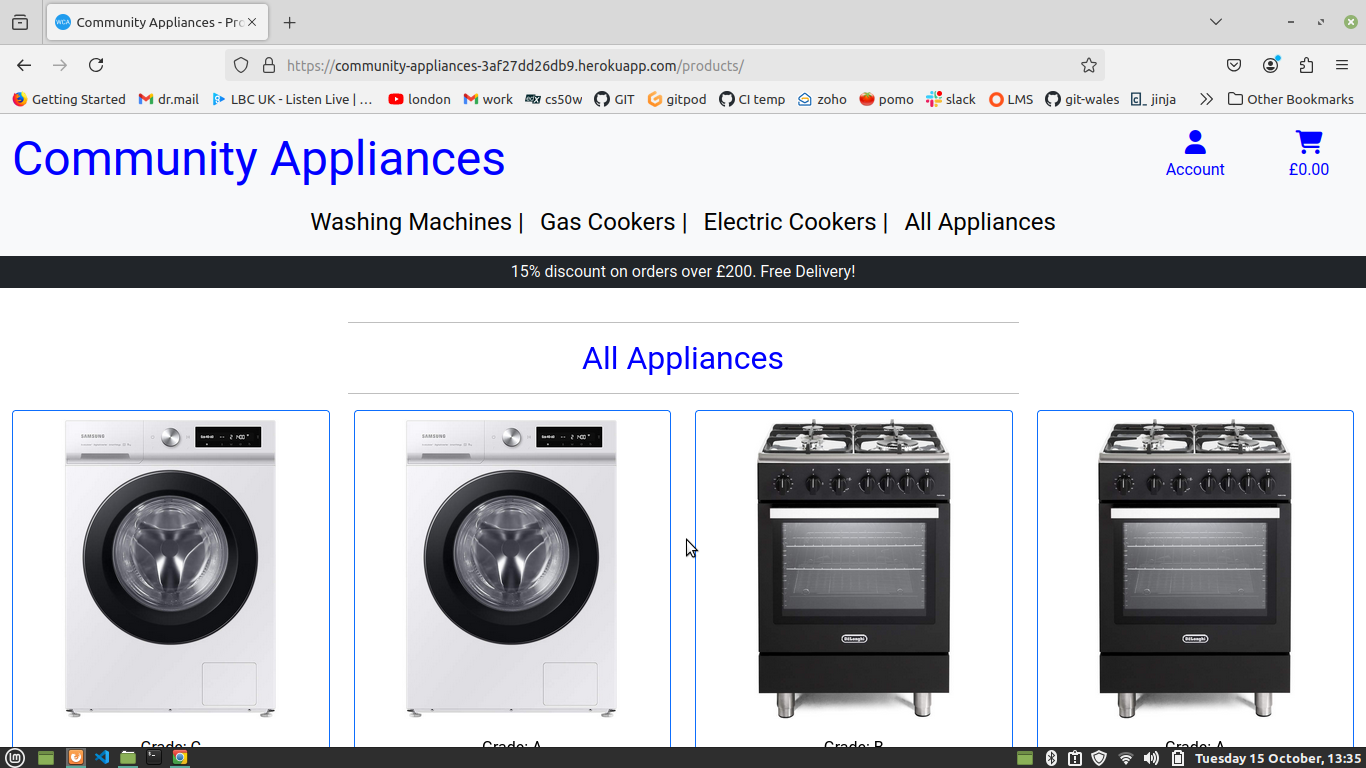 Community Appliances - Pro
https://community-appliances-3af27dd26db9.herokuapp.com/products/
Getting Started dr.mail LBC UK - Listen Live | … london work cs50w GIT gitpod CI temp zoho pomo slack LMS git-wales jinja Other Bookmarks
Community Appliances
Account
£0.00
Washing Machines | Gas Cookers | Electric Cookers | All Appliances
15% discount on orders over £200. Free Delivery!
All Appliances
SAMSUNG
SAMSUNG
DeLonghi
DeLonghi
Grade: C
Grade: A
Grade: B
Grade: A
Tuesday 15 October, 13:35